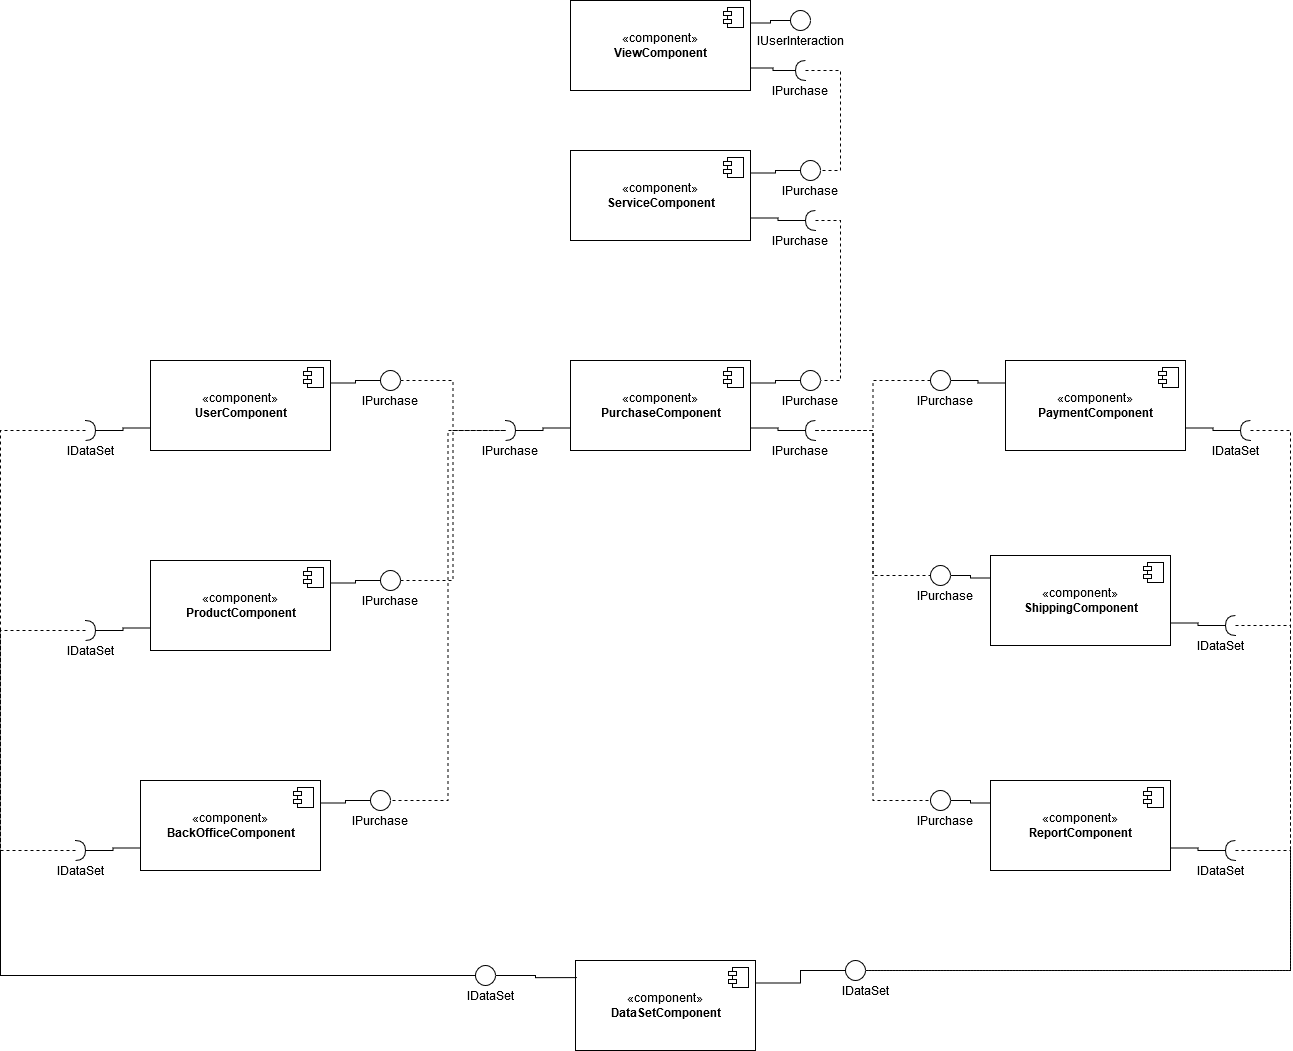 «component»
ViewComponent
IUserInteraction
IPurchase
«component»
ServiceComponent
IPurchase
IPurchase
«component»
UserComponent
IPurchase
IDataSet
«component»
PurchaseComponent
IPurchase
IPurchase
IPurchase
«component»
PaymentComponent
IPurchase
IDataSet
«component»
ProductComponent
IPurchase
IDataSet
«component»
ShippingComponent
IPurchase
IDataSet
«component»
BackOfficeComponent
IPurchase
IDataSet
«component»
ReportComponent
IPurchase
IDataSet
«component»
DataSetComponent
IDataSet
IDataSet